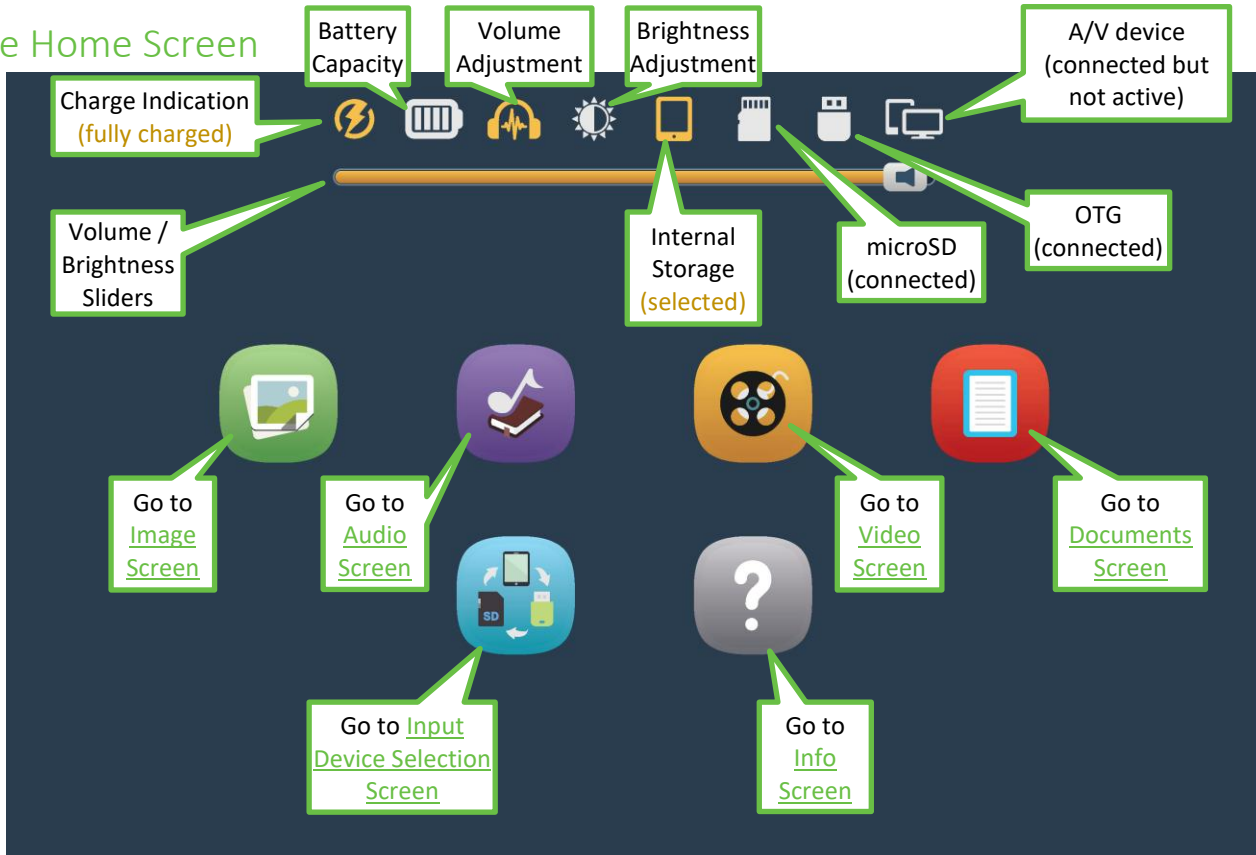 e Home Screen
Battery
Capacity
Volume
Adjustment
Brightness
Adjustment
A/V device
(connected but
not active)
Charge Indication
(fully charged)
Volume /
Brightness
Sliders
Internal
Storage
(selected)
microSD
(connected)
OTG
(connected)
Go to
Image
Screen
Go to
Audio
Screen
Go to
Video
Screen
Go to
Documents
Screen
SD
?
Go to Input
Device Selection
Screen
Go to
Info
Screen